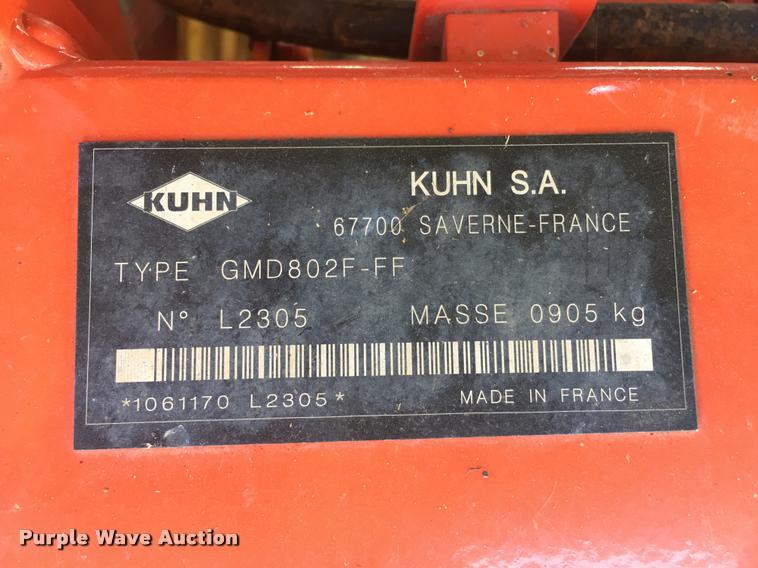 KUHN
KUHN S.A.
67700 SAVERNE-FRANCE
TYPE GMD802F-FF
N° L2305 MASSE 0905 kg
*1061170 L2305* MADE IN FRANCE
Purple Wave Auction